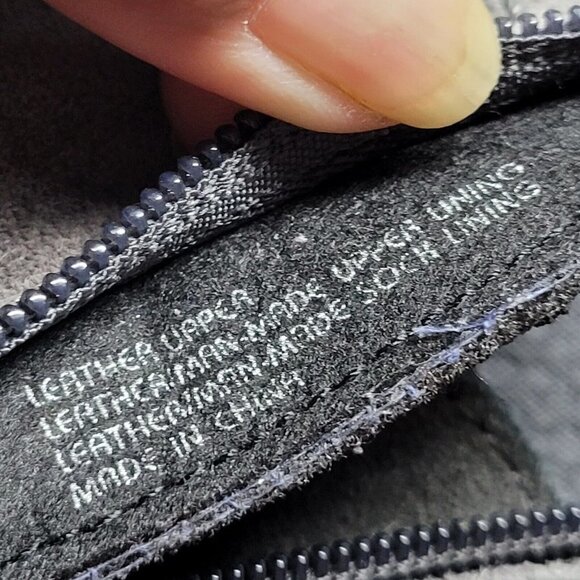 LEATHER UPPER
LEATHER/MAN-MADE UPPER LINING
LEATHER/MAN-MADE SOCK LINING
MADE IN CHINA